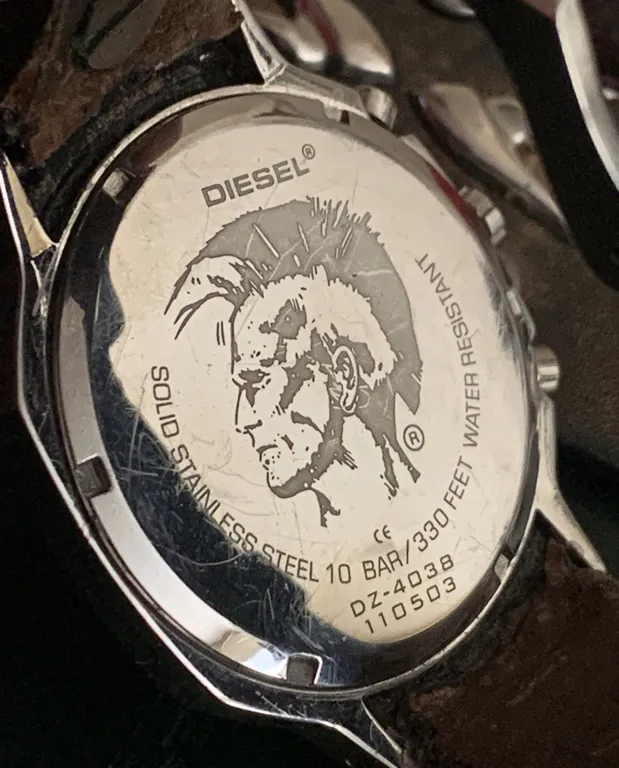 DIESEL®
®
SOLID STAINLESS STEEL 10 BAR/330 FEET WATER RESISTANT
CE
DZ-4038
110503